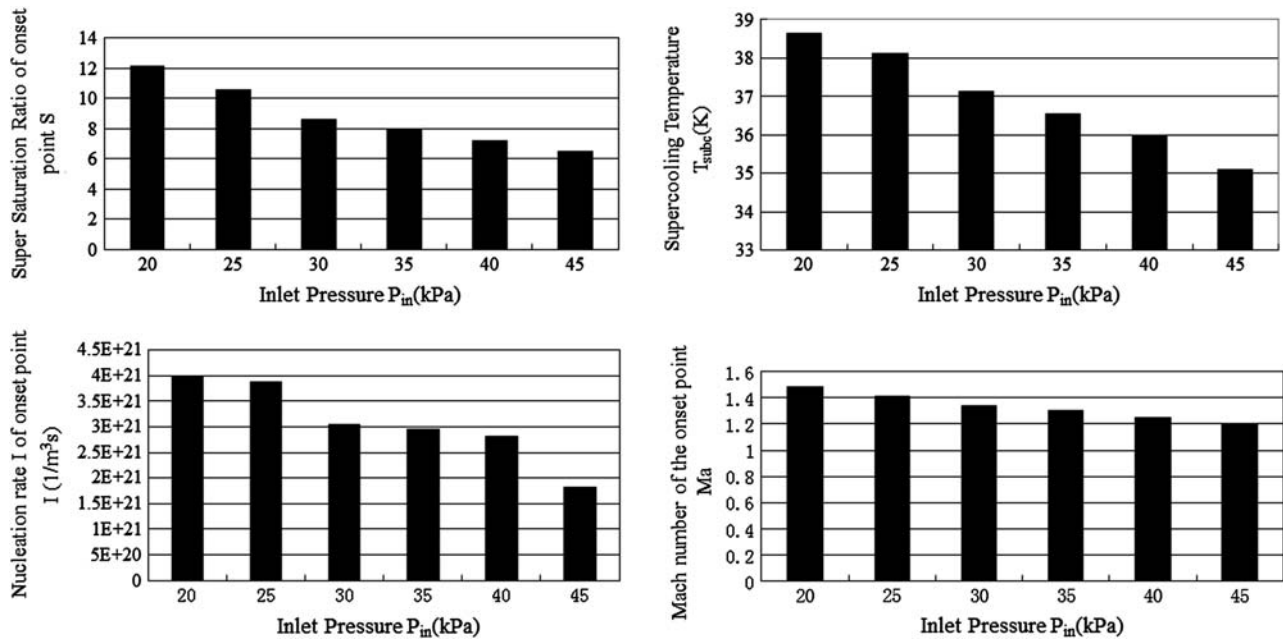 Super Saturation Ratio of onset
point S
14
12
10
8
6
4
2
0
20 25 30 35 40 45
Inlet Pressure Pin(kPa)
Supercooling Temperature
Tsubc(K)
39
38
37
36
35
34
33
20 25 30 35 40 45
Inlet Pressure Pin(kPa)
Nucleation rate I of onset point
I (1/m³s)
4.5E+21
4E+21
3.5E+21
3E+21
2.5E+21
2E+21
1.5E+21
1E+21
5E+20
0
20 25 30 35 40 45
Inlet Pressure Pin(kPa)
Mach number of the onset point
Ma
1.6
1.4
1.2
1
0.8
0.6
0.4
0.2
0
20 25 30 35 40 45
Inlet Pressure Pin(kPa)